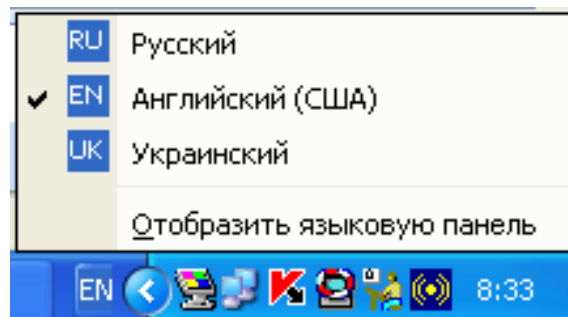 RU Русский
EN Английский (США)
UK Украинский
Отобразить языковую панель
EN 8:33